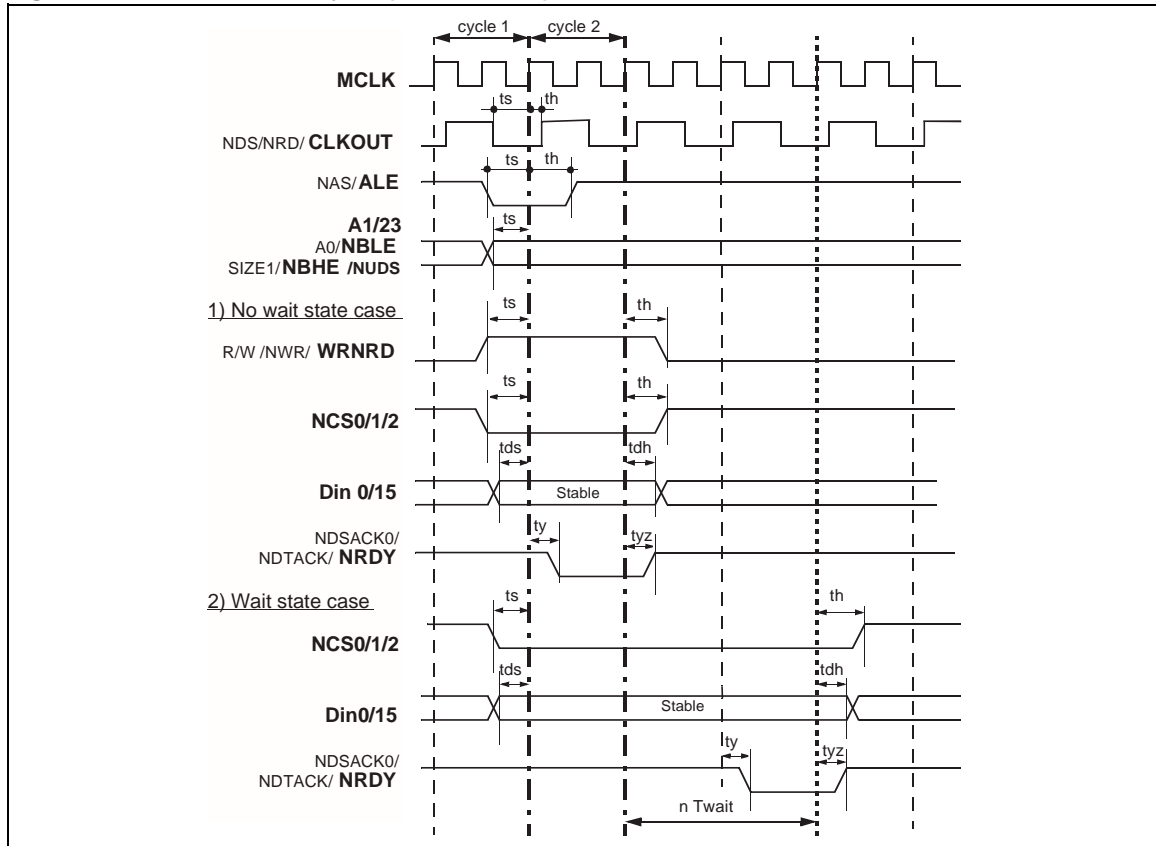 cycle 1 cycle 2
MCLK
ts th
NDS/NRD/ CLKOUT
ts th
NAS/ALE
ts
A1/23
A0/NBLE
SIZE1/NBHE /NUDS
1) No wait state case
ts th
R/W /NWR/ WRNRD
ts th
NCS0/1/2
tds tdh
Din 0/15 Stable
NDSACK0/
ty tyz
NDTACK/ NRDY
2) Wait state case
ts th
NCS0/1/2
tds tdh
Stable
Din0/15
ty tyz
NDSACK0/
NDTACK/ NRDY
n Twait